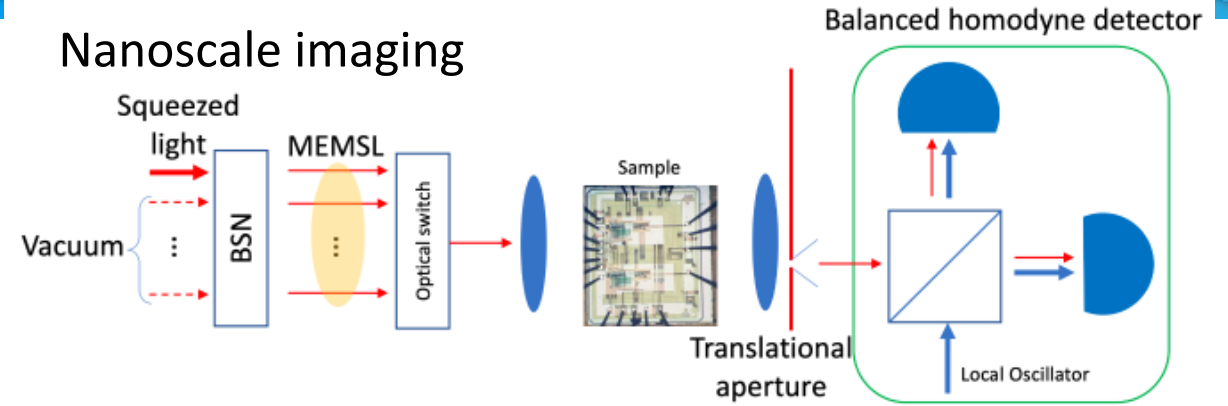 Balanced homodyne detector
Nanoscale imaging
Squeezed
light
MEMSL
Sample
Vacuum
...
BSN
...
Optical switch
Translational
aperture
Local Oscillator